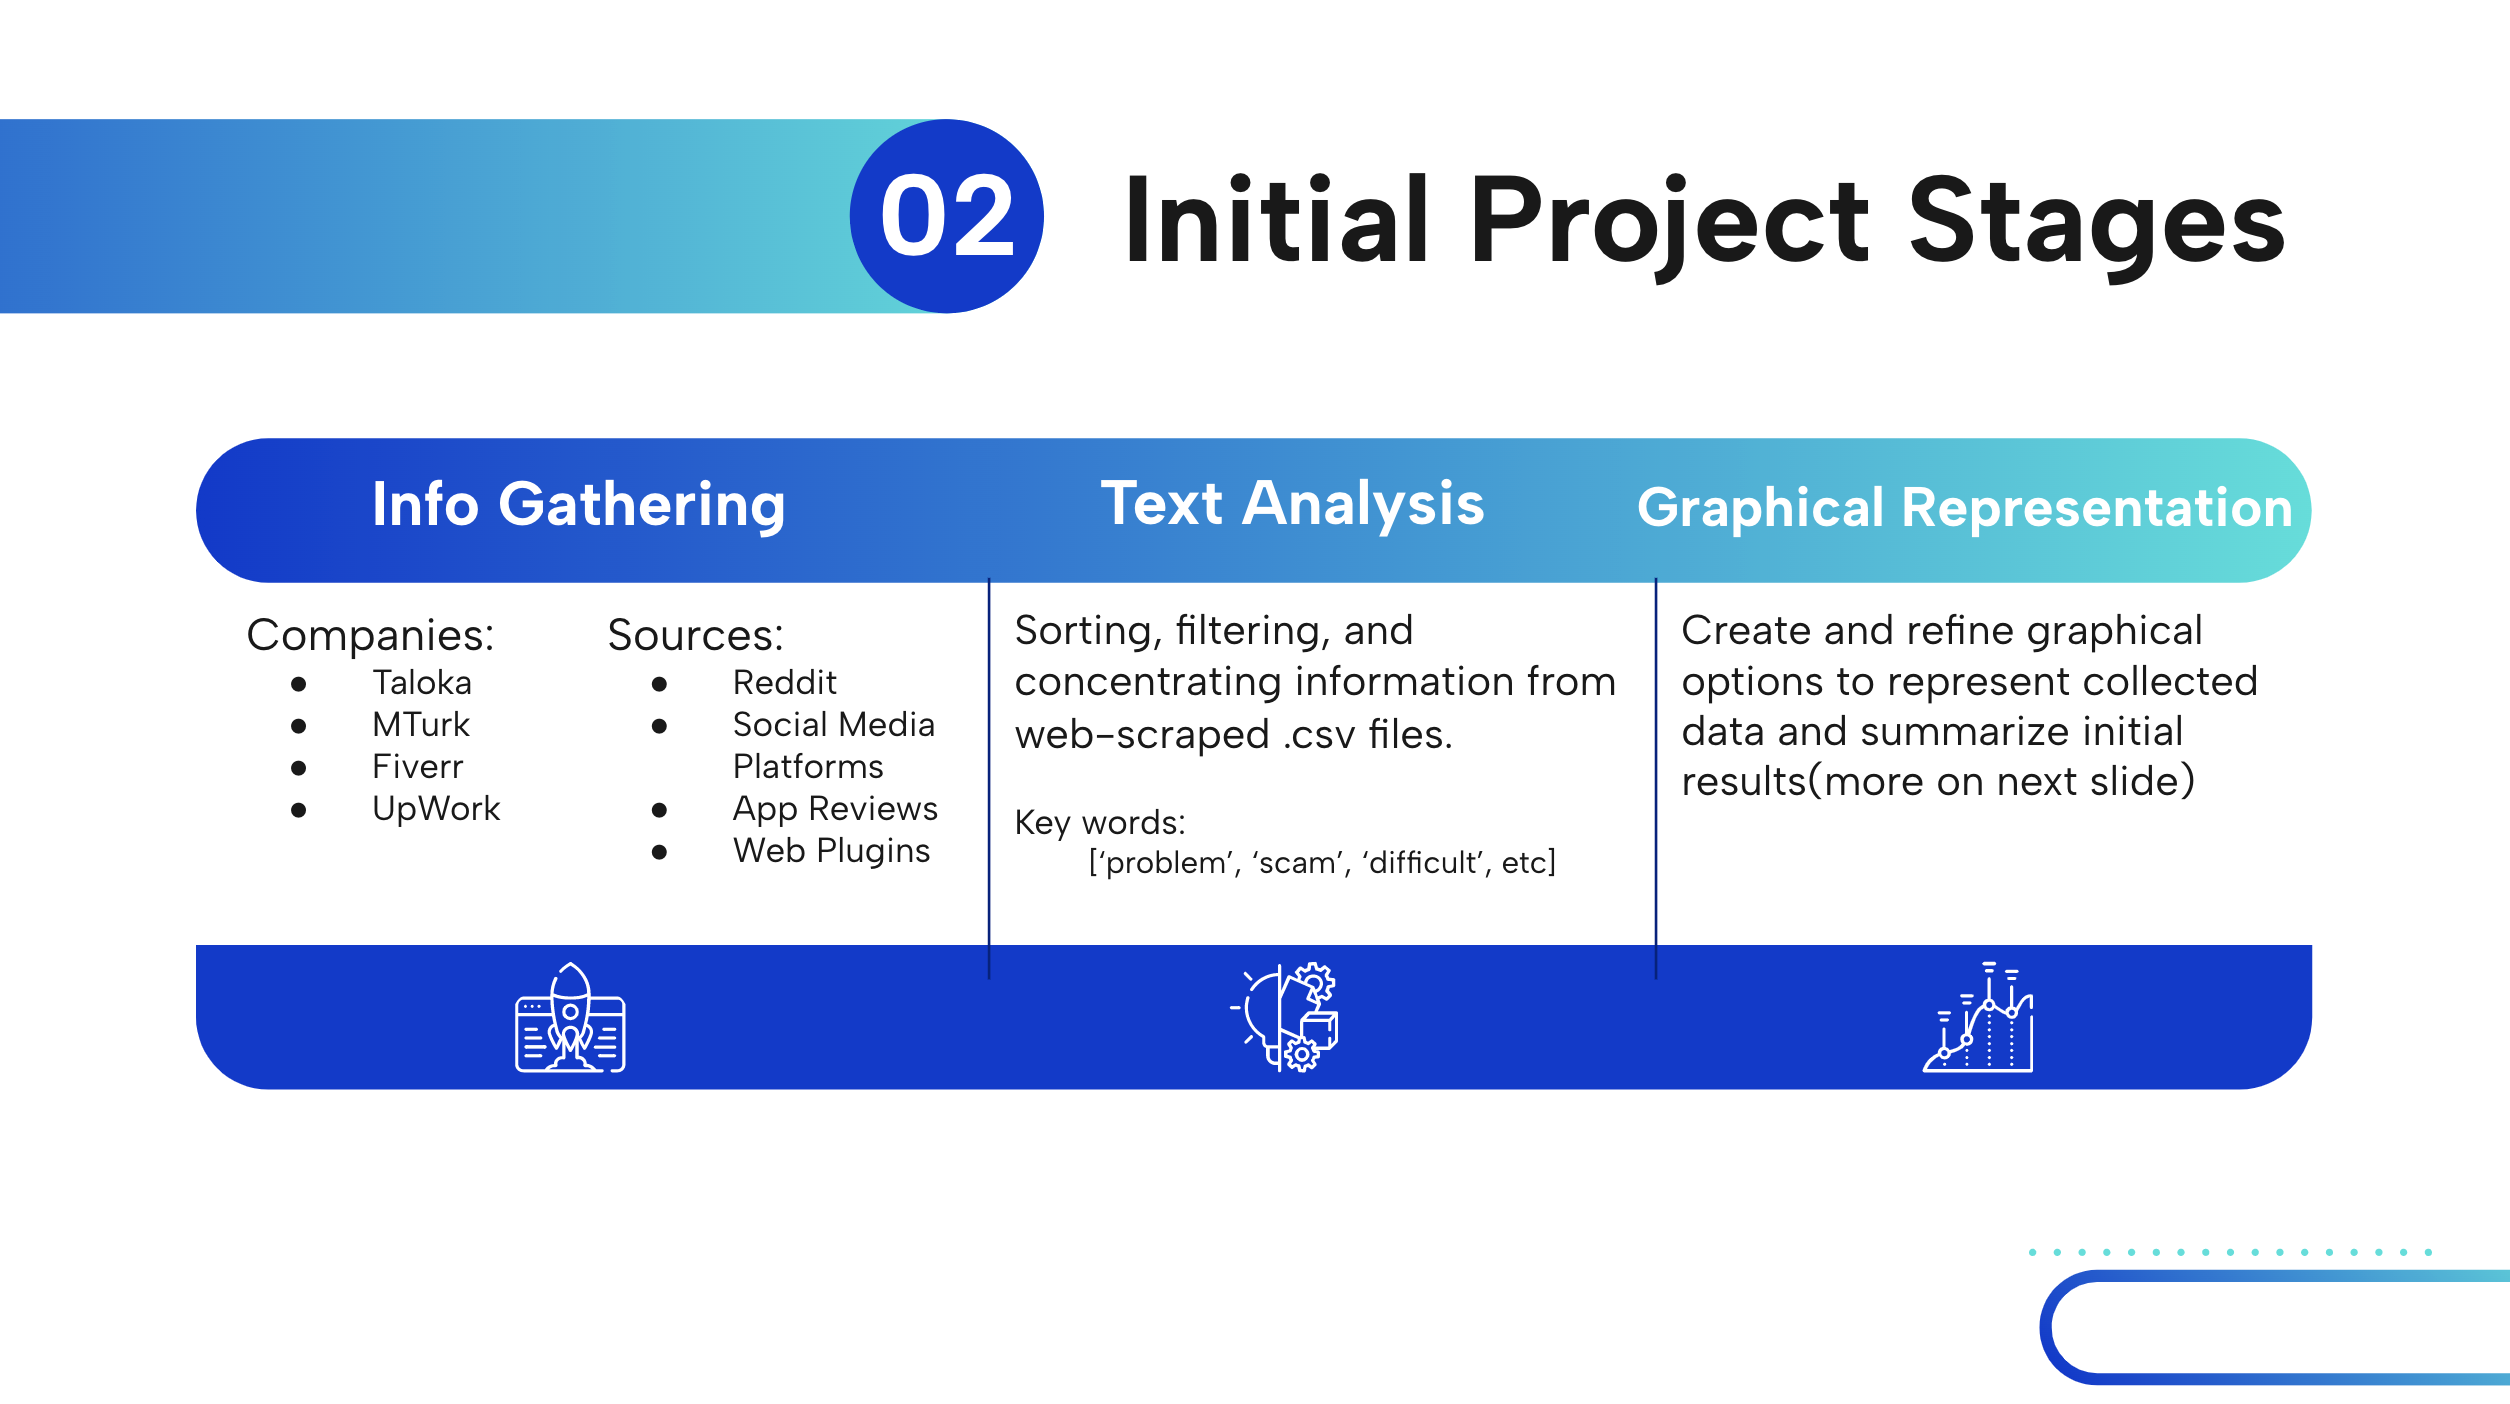 02
Initial Project Stages
Info Gathering
Text Analysis
Graphical Representation
Companies:
● Taloka
● MTurk
● Fiverr
● UpWork
Sources:
● Reddit
● Social Media
Platforms
● App Reviews
● Web Plugins
Sorting, filtering, and
concentrating information from
web-scraped .csv files.
Key words:
[‘problem’, ‘scam’, ‘difficult’, etc]
Create and refine graphical
options to represent collected
data and summarize initial
results(more on next slide)